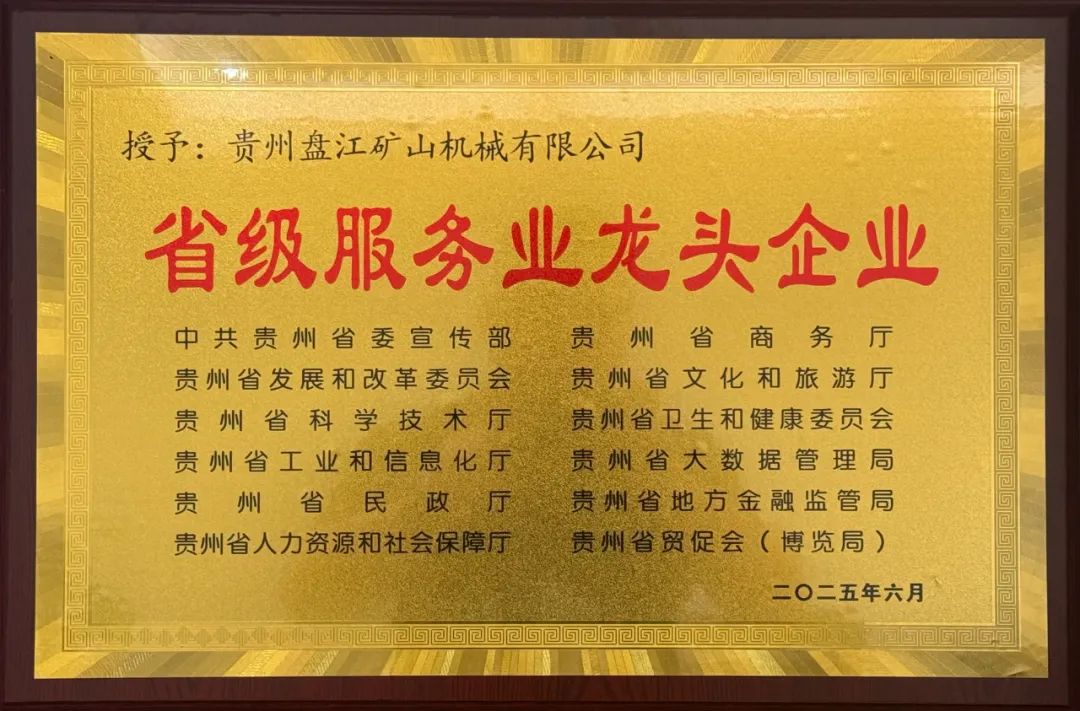 授予：贵州盘江矿山机械有限公司
省级服务业龙头企业
中共贵州省委宣传部
贵州省发展和改革委员会
贵州省科学技术厅
贵州省工业和信息化厅
贵州省民政厅
贵州省人力资源和社会保障厅
贵州省商务厅
贵州省文化和旅游厅
贵州省卫生和健康委员会
贵州省大数据管理局
贵州省地方金融监管局
贵州省贸促会（博览局）
二〇二五年六月